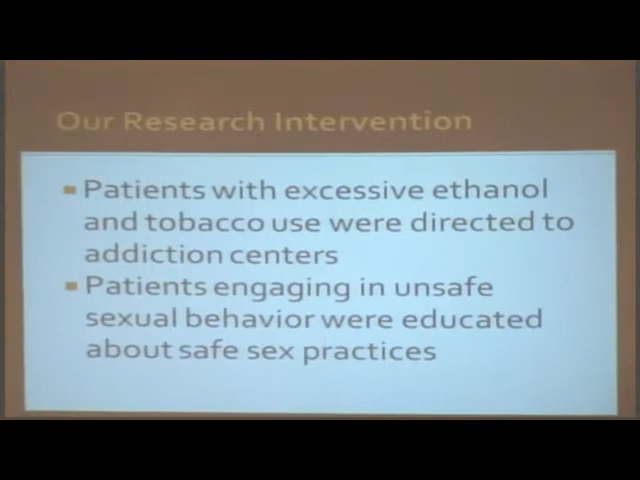 Our Research Intervention
Patients with excessive ethanol
and tobacco use were directed to
addiction centers
Patients engaging in unsafe
sexual behavior were educated
about safe sex practices